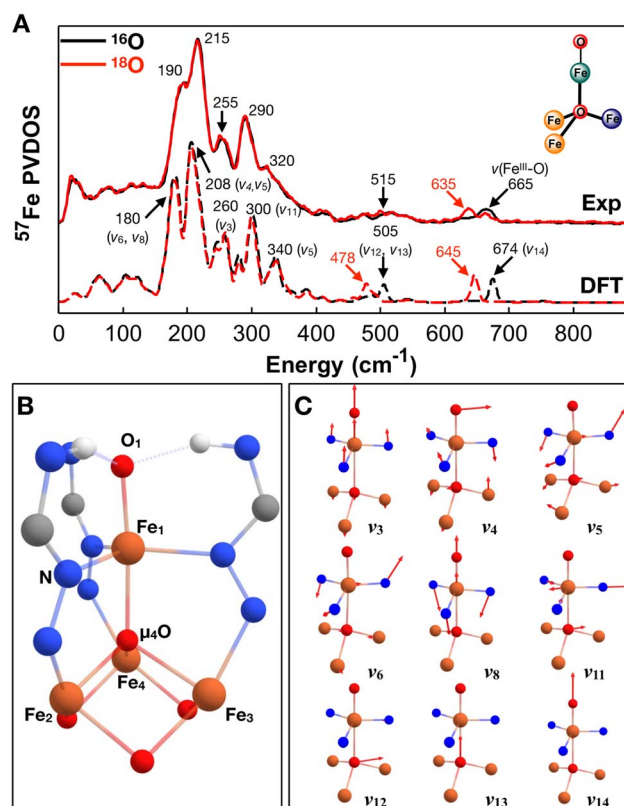 A
¹⁶O
¹⁸O
⁵⁷Fe PVDOS
190
215
255
290
320
515
635
ν(Feᴵᴵᴵ-O)
665
Exp
O
Fe
O
Fe
Fe
Fe
180
(ν₆, ν₈)
208 (ν₄,ν₅)
260
(ν₃)
300 (ν₁₁)
340 (ν₅)
478
505
(ν₁₂, ν₁₃)
645
674 (ν₁₄)
DFT
0 100 200 300 400 500 600 700 800
Energy (cm⁻¹)
B
O₁
Fe₁
N
μ₄O
Fe₄
Fe₂
Fe₃
C
ν₃
ν₄
ν₅
ν₆
ν₈
ν₁₁
ν₁₂
ν₁₃
ν₁₄